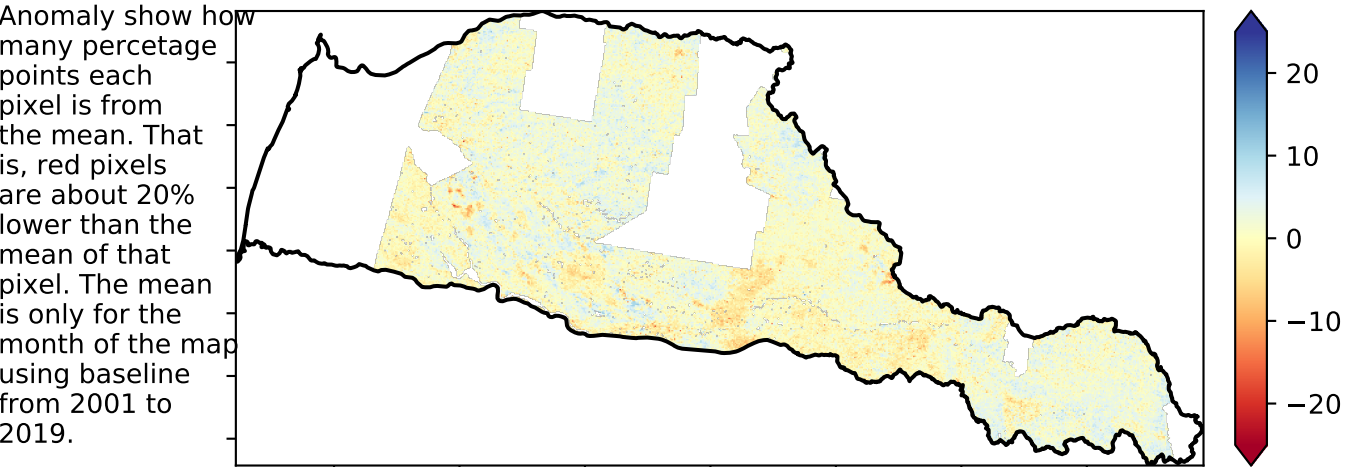 Anomaly show how
many percetage
points each
pixel is from
the mean. That
is, red pixels
are about 20%
lower than the
mean of that
pixel. The mean
is only for the
month of the map
using baseline
from 2001 to
2019.
20
10
0
−10
−20